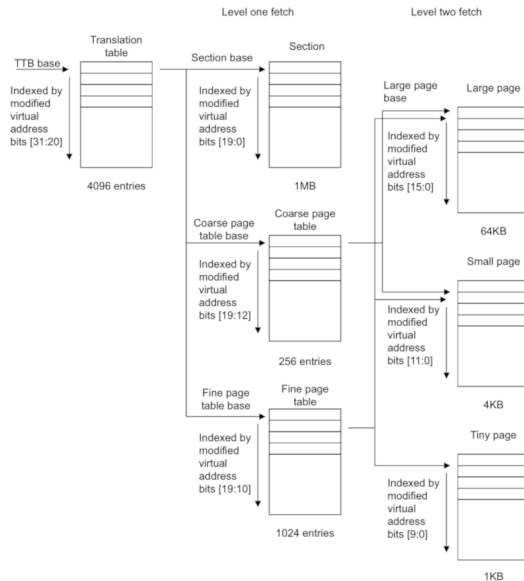 Level one fetch
Level two fetch
Translation
table
TTB base
Indexed by
modified
virtual
address
bits [31:20]
4096 entries
Section base
Section
Indexed by
modified
virtual
address
bits [19:0]
1MB
Coarse page
table base
Coarse page
table
Indexed by
modified
virtual
address
bits [19:12]
256 entries
Fine page
table base
Fine page
table
Indexed by
modified
virtual
address
bits [19:10]
1024 entries
Large page
base
Large page
Indexed by
modified
virtual
address
bits [15:0]
64KB
Small page
Indexed by
modified
virtual
address
bits [11:0]
4KB
Tiny page
Indexed by
modified
virtual
address
bits [9:0]
1KB